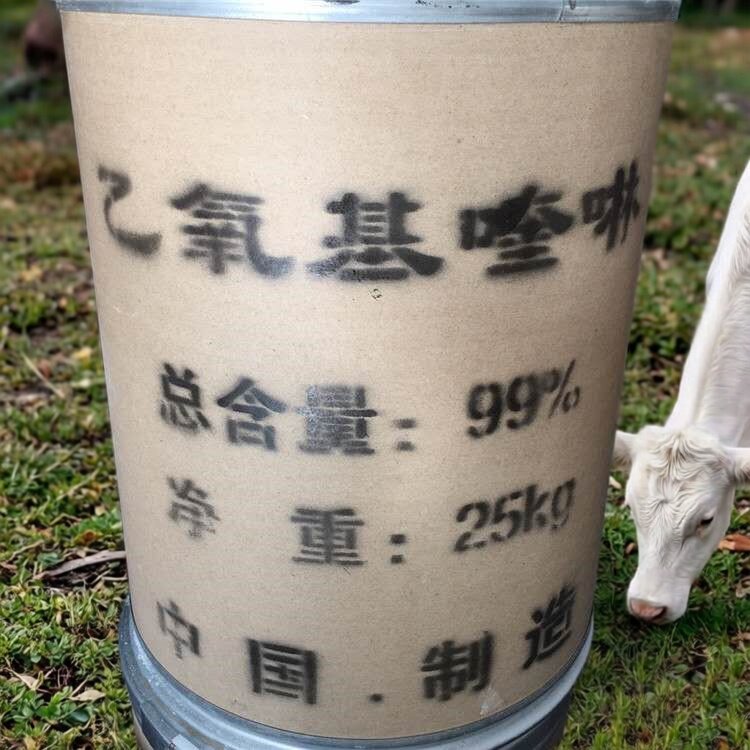 乙氧基喹啉
总含量: 99%
净 重: 25kg
中国 . 制造